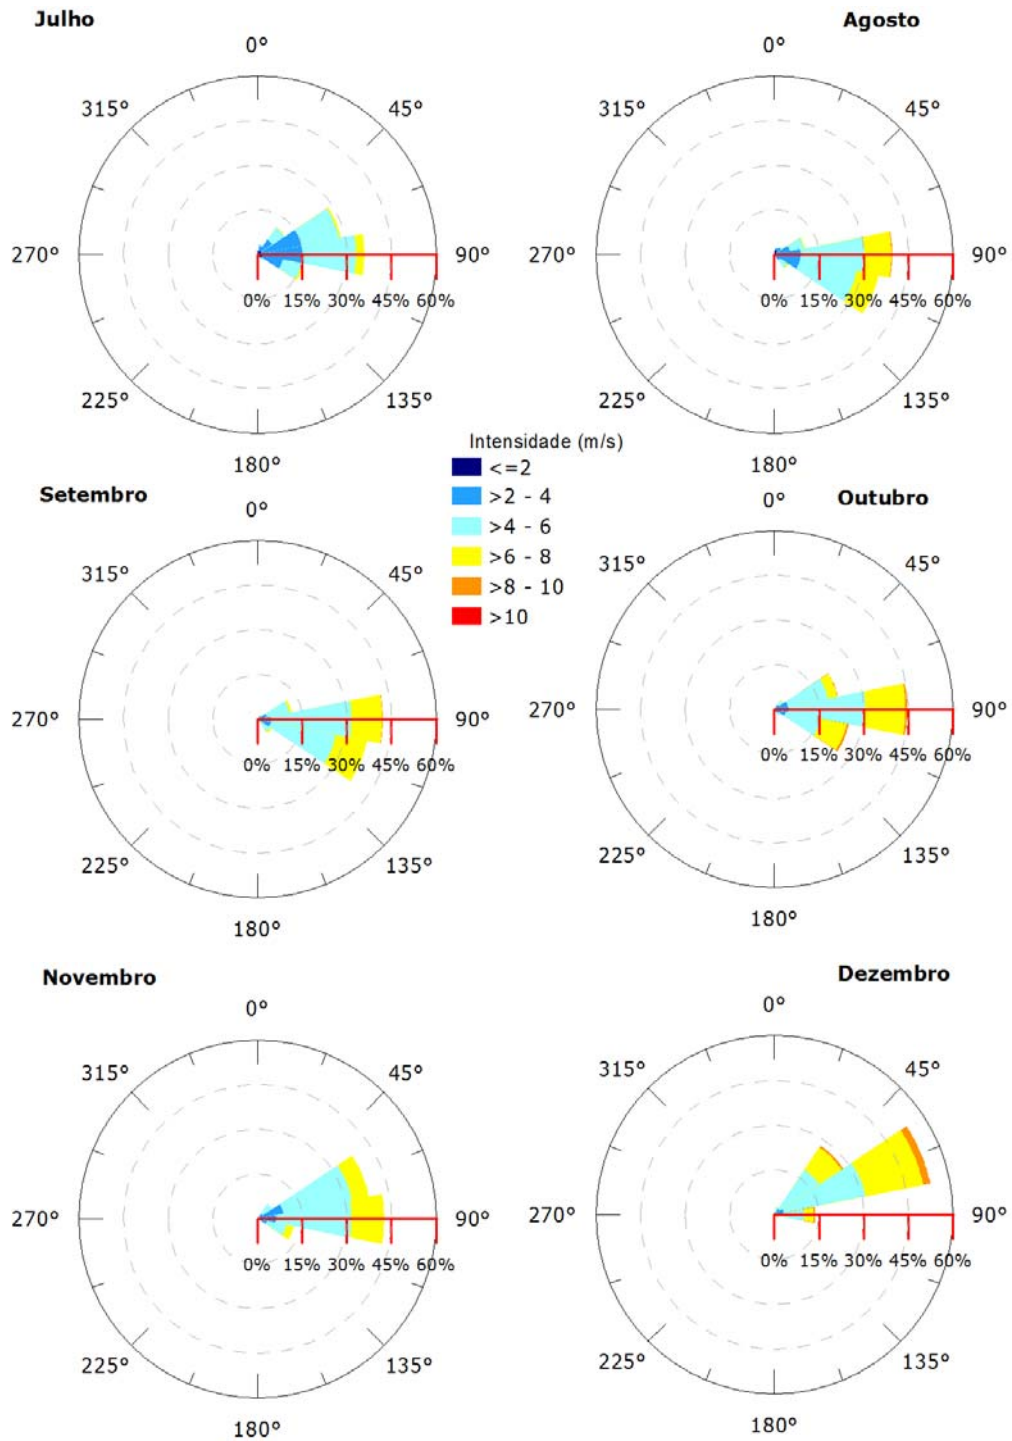 Julho
Agosto
0°
0°
315°
45°
315°
45°
270°
90°
270°
90°
0% 15% 30% 45% 60%
0% 15% 30% 45% 60%
225°
135°
225°
135°
180°
180°
Intensidade (m/s)
<=2
>2 - 4
>4 - 6
>6 - 8
>8 - 10
>10
Setembro
Outubro
0°
0°
315°
45°
315°
45°
270°
90°
270°
90°
0% 15% 30% 45% 60%
0% 15% 30% 45% 60%
225°
135°
225°
135°
180°
180°
Novembro
Dezembro
0°
0°
315°
45°
315°
45°
270°
90°
270°
90°
0% 15% 30% 45% 60%
0% 15% 30% 45% 60%
225°
135°
225°
135°
180°
180°